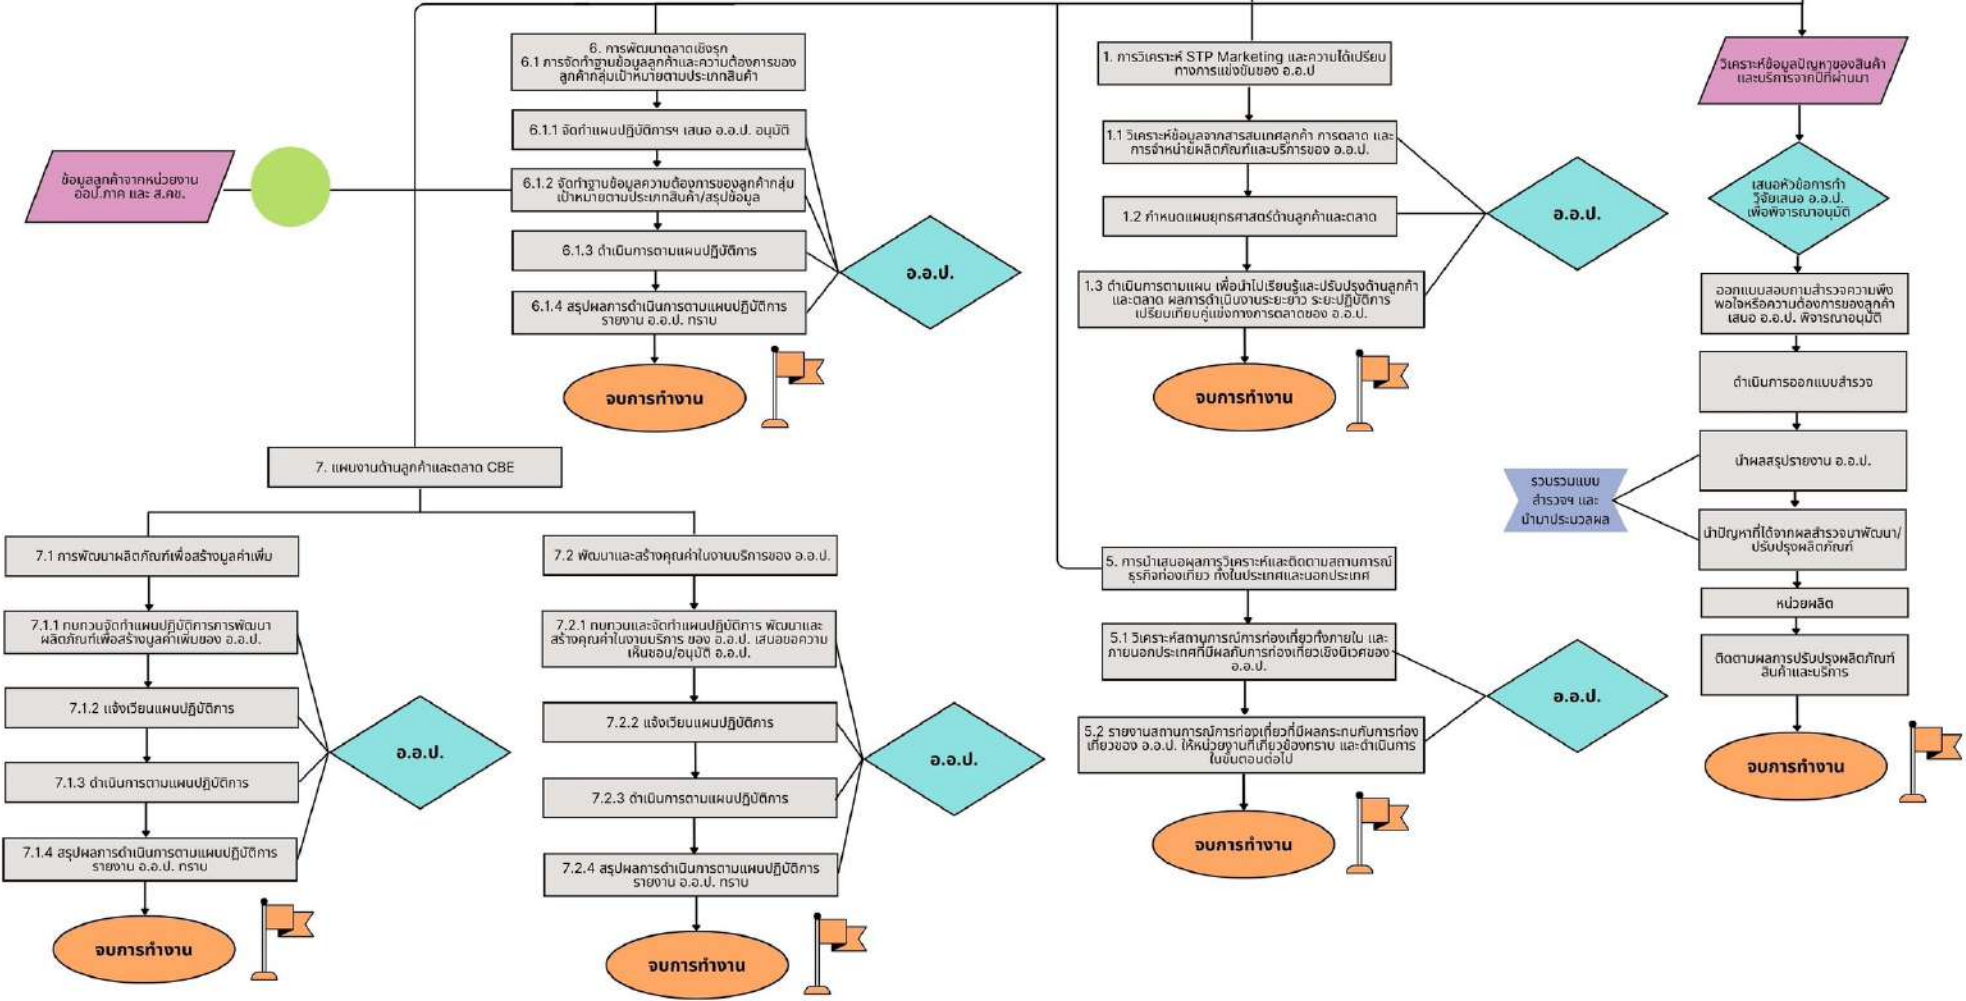 6. การพัฒนาตลาดเชิงรุก
6.1 การจัดทำฐานข้อมูลลูกค้าและความต้องการของ
ลูกค้ากลุ่มเป้าหมายตามประเภทสินค้า
6.1.1 จัดทำแผนปฏิบัติการฯ เสนอ อ.อ.ป. อนุมัติ
ข้อมูลลูกค้าจากหน่วยงาน
ออป.ภาค และ ส.คช.
6.1.2 จัดทำฐานข้อมูลความต้องการของลูกค้ากลุ่ม
เป้าหมายตามประเภทสินค้า/สรุปข้อมูล
6.1.3 ดำเนินการตามแผนปฏิบัติการ
6.1.4 สรุปผลการดำเนินการตามแผนปฏิบัติการ
รายงาน อ.อ.ป. ทราบ
อ.อ.ป.
จบการทำงาน
1. การวิเคราะห์ STP Marketing และความได้เปรียบ
ทางการแข่งขันของ อ.อ.ป
1.1 วิเคราะห์ข้อมูลจากสารสนเทศลูกค้า การตลาด และ
การจำหน่ายผลิตภัณฑ์และบริการของ อ.อ.ป.
1.2 กำหนดแผนยุทธศาสตร์ด้านลูกค้าและตลาด
1.3 ดำเนินการตามแผน เพื่อนำไปเรียนรู้และปรับปรุงด้านลูกค้า
และตลาด ผลการดำเนินงานระยะยาว ระยะปฏิบัติการ
เปรียบเทียบคู่แข่งทางการตลาดของ อ.อ.ป.
อ.อ.ป.
จบการทำงาน
วิเคราะห์ข้อมูลปัญหาของสินค้า
และบริการจากปีที่ผ่านมา
เสนอหัวข้อการทำ
วิจัยเสนอ อ.อ.ป.
เพื่อพิจารณาอนุมัติ
ออกแบบสอบถามสำรวจความพึง
พอใจหรือความต้องการของลูกค้า
เสนอ อ.อ.ป. พิจารณาอนุมัติ
ดำเนินการออกแบบสำรวจ
นำผลสรุปรายงาน อ.อ.ป.
รวบรวมแบบ
สำรวจฯ และ
นำมาประมวลผล
นำปัญหาที่ได้จากผลสำรวจมาพัฒนา/
ปรับปรุงผลิตภัณฑ์
หน่วยผลิต
ติดตามผลการปรับปรุงผลิตภัณฑ์
สินค้าและบริการ
จบการทำงาน
7. แผนงานด้านลูกค้าและตลาด CBE
7.1 การพัฒนาผลิตภัณฑ์เพื่อสร้างมูลค่าเพิ่ม
7.1.1 ทบทวนจัดทำแผนปฏิบัติการการพัฒนา
ผลิตภัณฑ์เพื่อสร้างมูลค่าเพิ่มของ อ.อ.ป.
7.1.2 แจ้งเวียนแผนปฏิบัติการ
7.1.3 ดำเนินการตามแผนปฏิบัติการ
7.1.4 สรุปผลการดำเนินการตามแผนปฏิบัติการ
รายงาน อ.อ.ป. ทราบ
อ.อ.ป.
จบการทำงาน
7.2 พัฒนาและสร้างคุณค่าในงานบริการของ อ.อ.ป.
7.2.1 ทบทวนและจัดทำแผนปฏิบัติการ พัฒนาและ
สร้างคุณค่าในงานบริการ ของ อ.อ.ป. เสนอขอความ
เห็นชอบ/อนุมัติ อ.อ.ป.
7.2.2 แจ้งเวียนแผนปฏิบัติการ
7.2.3 ดำเนินการตามแผนปฏิบัติการ
7.2.4 สรุปผลการดำเนินการตามแผนปฏิบัติการ
รายงาน อ.อ.ป. ทราบ
อ.อ.ป.
จบการทำงาน
5. การนำเสนอผลการวิเคราะห์และติดตามสถานการณ์
ธุรกิจท่องเที่ยว ทั้งในประเทศและนอกประเทศ
5.1 วิเคราะห์สถานการณ์การท่องเที่ยวทั้งภายใน และ
ภายนอกประเทศที่มีผลกับการท่องเที่ยวเชิงนิเวศของ
อ.อ.ป.
5.2 รายงานสถานการณ์การท่องเที่ยวที่มีผลกระทบกับการท่อง
เที่ยวของ อ.อ.ป. ให้หน่วยงานที่เกี่ยวข้องทราบ และดำเนินการ
ในขั้นตอนต่อไป
อ.อ.ป.
จบการทำงาน